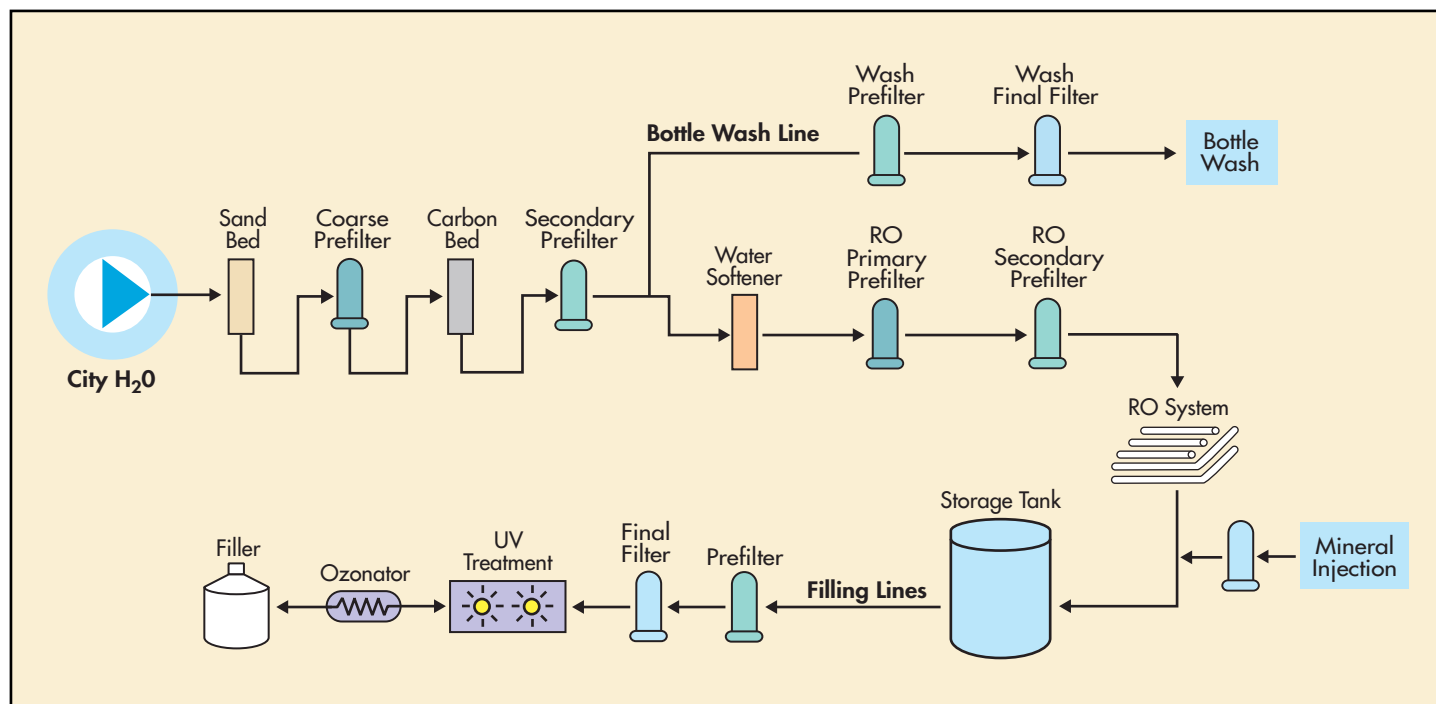 Wash
Prefilter
Wash
Final Filter
Bottle Wash Line
Bottle
Wash
Sand
Bed
Coarse
Prefilter
Carbon
Bed
Secondary
Prefilter
Water
Softener
RO
Primary
Prefilter
RO
Secondary
Prefilter
City H₂0
RO System
Storage Tank
Mineral
Injection
Filling Lines
Prefilter
Final
Filter
UV
Treatment
Ozonator
Filler